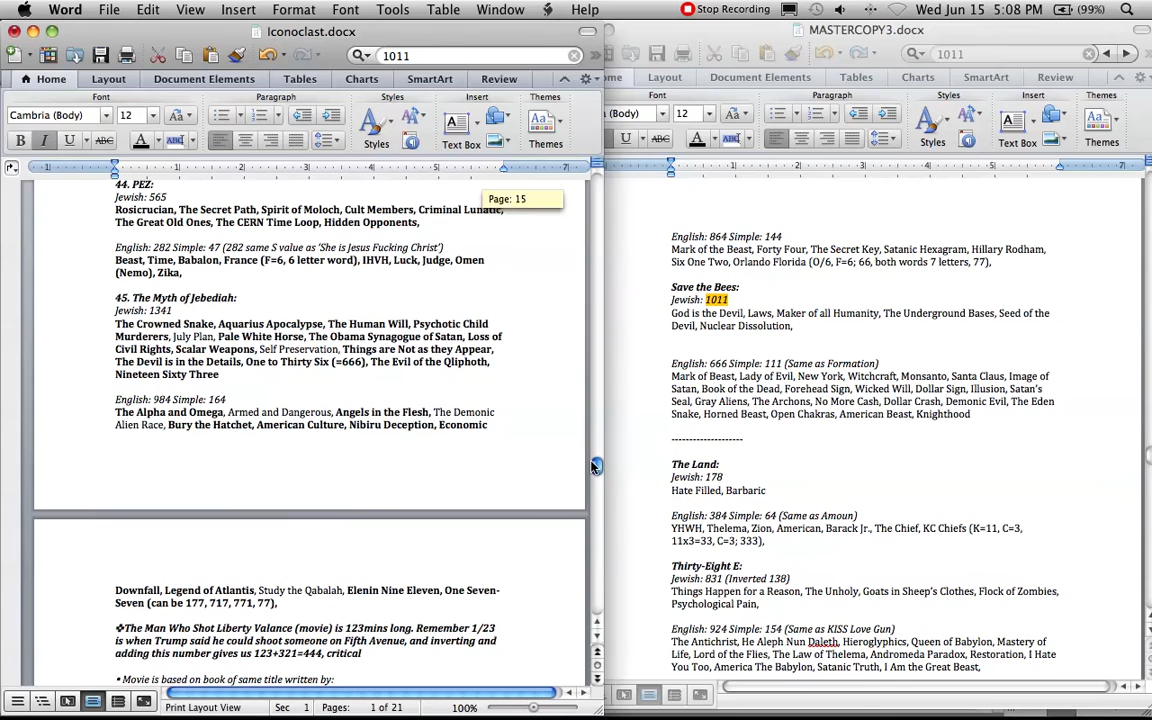 Word File Edit View Insert Format Font Tools Table Window Help
Stop Recording (99%) Wed Jun 15 5:08 PM
Iconoclast.docx
1011
Home Layout Document Elements Tables Charts SmartArt Review
Font Paragraph Styles Insert Themes
Cambria (Body) 12
Styles Text Box Themes
Page: 15
44. PEZ:
Jewish: 565
Rosicrucian, The Secret Path, Spirit of Moloch, Cult Members, Criminal Lunatic,
The Great Old Ones, The CERN Time Loop, Hidden Opponents,
English: 282 Simple: 47 (282 same S value as 'She is Jesus Fucking Christ')
Beast, Time, Babalon, France (F=6, 6 letter word), IHVH, Luck, Judge, Omen
(Nemo), Zika,
45. The Myth of Jebediah:
Jewish: 1341
The Crowned Snake, Aquarius Apocalypse, The Human Will, Psychotic Child
Murderers, July Plan, Pale White Horse, The Obama Synagogue of Satan, Loss of
Civil Rights, Scalar Weapons, Self Preservation, Things are Not as they Appear,
The Devil is in the Details, One to Thirty Six (=666), The Evil of the Qliphoth,
Nineteen Sixty Three
English: 984 Simple: 164
The Alpha and Omega, Armed and Dangerous, Angels in the Flesh, The Demonic
Alien Race, Bury the Hatchet, American Culture, Nibiru Deception, Economic
Downfall, Legend of Atlantis, Study the Qabalah, Elenin Nine Eleven, One Seven-
Seven (can be 177, 717, 771, 77),
❖The Man Who Shot Liberty Valance (movie) is 123mins long. Remember 1/23
is when Trump said he could shoot someone on Fifth Avenue, and inverting and
adding this number gives us 123+321=444, critical
• Movie is based on book of same title written by:
Print Layout View Sec 1 Pages: 1 of 21 100%
MASTERCOPY3.docx
1011
ome Layout Document Elements Tables Charts SmartArt Review
Font Paragraph Styles Insert Themes
a (Body) 12
Styles Text Box Themes
English: 864 Simple: 144
Mark of the Beast, Forty Four, The Secret Key, Satanic Hexagram, Hillary Rodham,
Six One Two, Orlando Florida (O/6, F=6; 66, both words 7 letters, 77),
Save the Bees:
Jewish: 1011
God is the Devil, Laws, Maker of all Humanity, The Underground Bases, Seed of the
Devil, Nuclear Dissolution,
English: 666 Simple: 111 (Same as Formation)
Mark of Beast, Lady of Evil, New York, Witchcraft, Monsanto, Santa Claus, Image of
Satan, Book of the Dead, Forehead Sign, Wicked Will, Dollar Sign, Illusion, Satan's
Seal, Gray Aliens, The Archons, No More Cash, Dollar Crash, Demonic Evil, The Eden
Snake, Horned Beast, Open Chakras, American Beast, Knighthood
--------------------
The Land:
Jewish: 178
Hate Filled, Barbaric
English: 384 Simple: 64 (Same as Amoun)
YHWH, Thelema, Zion, American, Barack Jr., The Chief, KC Chiefs (K=11, C=3,
11x3=33, C=3; 333),
Thirty-Eight E:
Jewish: 831 (Inverted 138)
Things Happen for a Reason, The Unholy, Goats in Sheep's Clothes, Flock of Zombies,
Psychological Pain,
English: 924 Simple: 154 (Same as KISS Love Gun)
The Antichrist, He Aleph Nun Daleth, Hieroglyphics, Queen of Babylon, Mastery of
Life, Lord of the Flies, The Law of Thelema, Andromeda Paradox, Restoration, I Hate
You Too, America The Babylon, Satanic Truth, I Am the Great Beast,